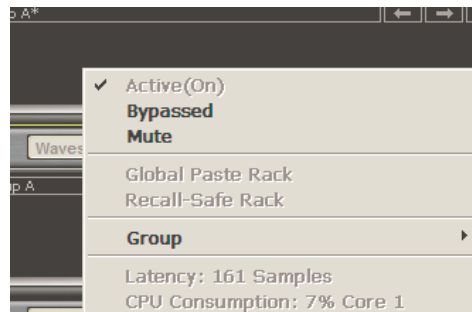 A*
Active(On)
Bypassed
Mute
Waves
Global Paste Rack
Recall-Safe Rack
p A
Group
Latency: 161 Samples
CPU Consumption: 7% Core 1